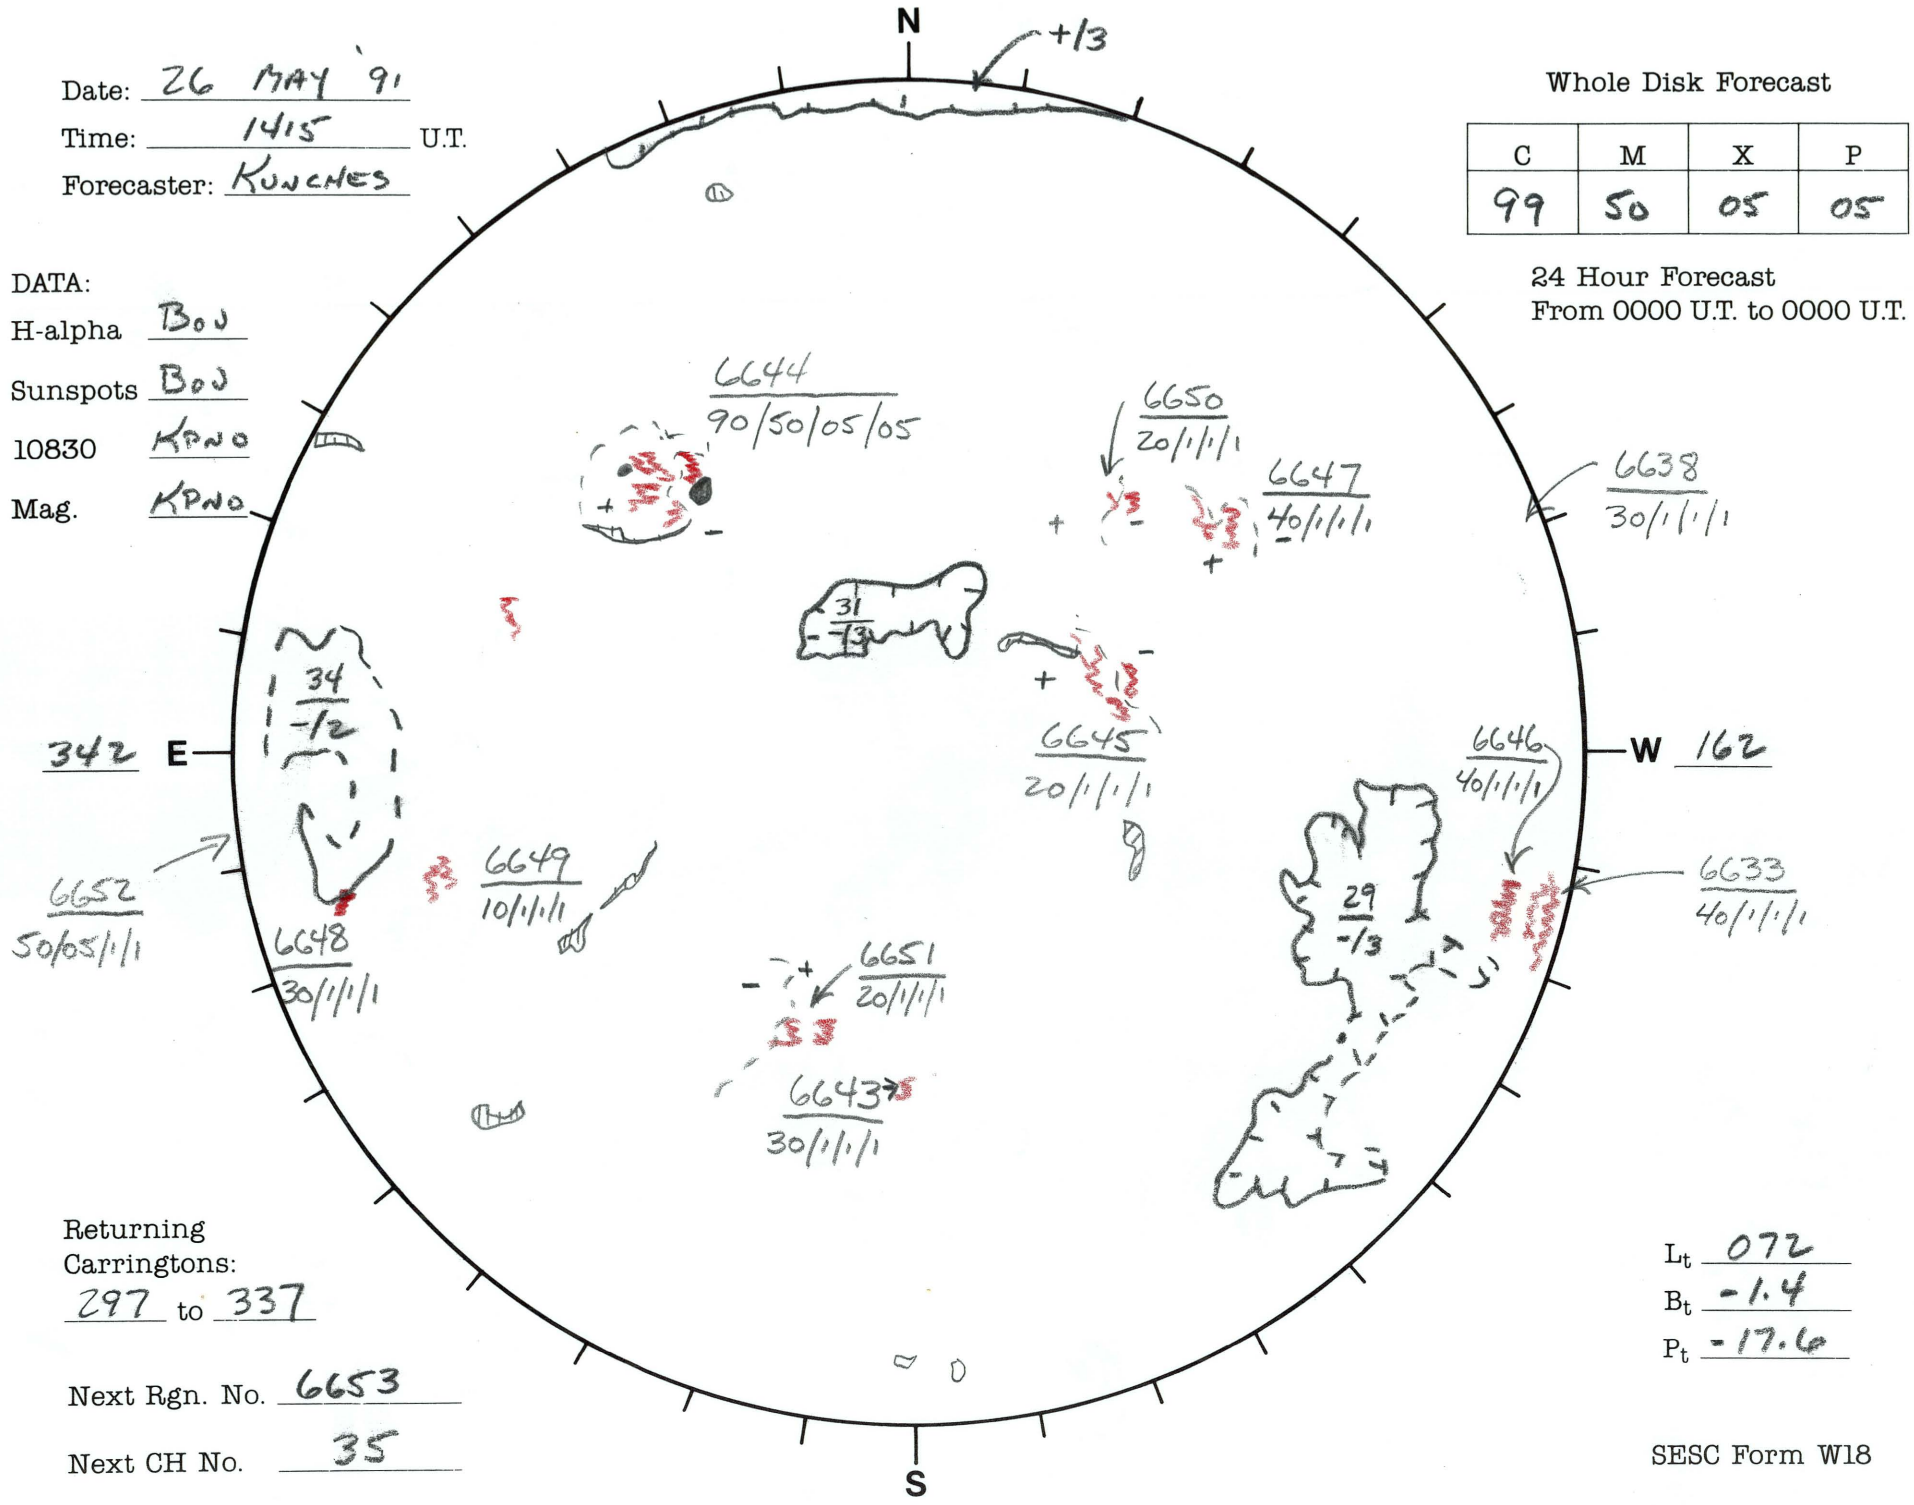 N
+/3
Date: 26 MAY '91
Time: 1415 U.T.
Forecaster: KUNCHES
Whole Disk Forecast
C M X P
99 50 05 05
24 Hour Forecast
From 0000 U.T. to 0000 U.T.
DATA:
H-alpha BOU
Sunspots BOU
10830 KPNO
Mag. KPNO
6644
90/50/05/05
6650
20/1/1/1
6647
40/1/1/1
6638
30/1/1/1
+
-
+
-
-
+
31
-/3
34
-/2
+
-
6645
20/1/1/1
342 E
W 162
6646
40/1/1/1
6652
50/05/1/1
6649
10/1/1/1
6648
30/1/1/1
29
-/3
6633
40/1/1/1
-
+
6651
20/1/1/1
6643
30/1/1/1
Returning
Carringtons:
297 to 337
Next Rgn. No. 6653
Next CH No. 35
Lt 072
Bt -1.4
Pt -17.6
S
SESC Form W18